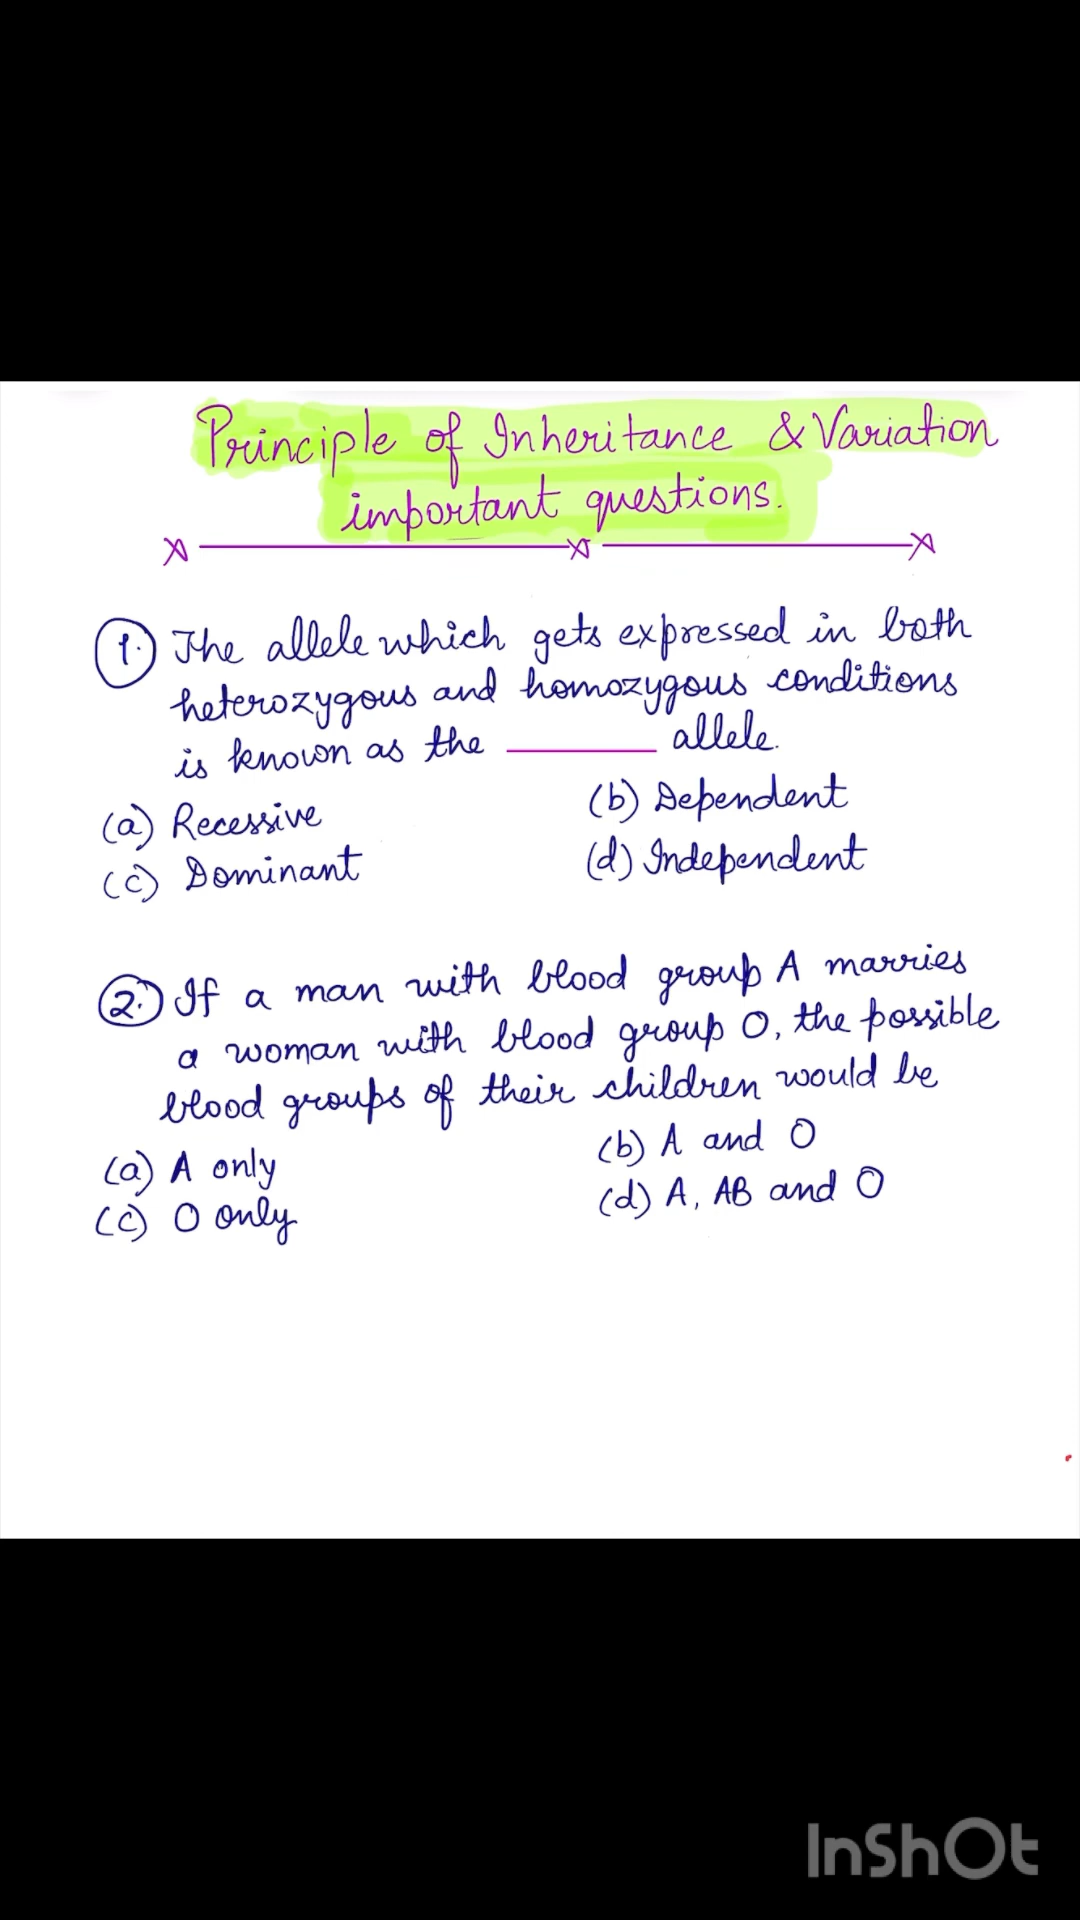 Principle of Inheritance & Variation
important questions.
1. The allele which gets expressed in both
heterozygous and homozygous conditions
is known as the ______ allele.
(a) Recessive (b) Dependent
(c) Dominant (d) Independent
2. If a man with blood group A marries
a woman with blood group O, the possible
blood groups of their children would be
(a) A only (b) A and O
(c) O only (d) A, AB and O
InShOt